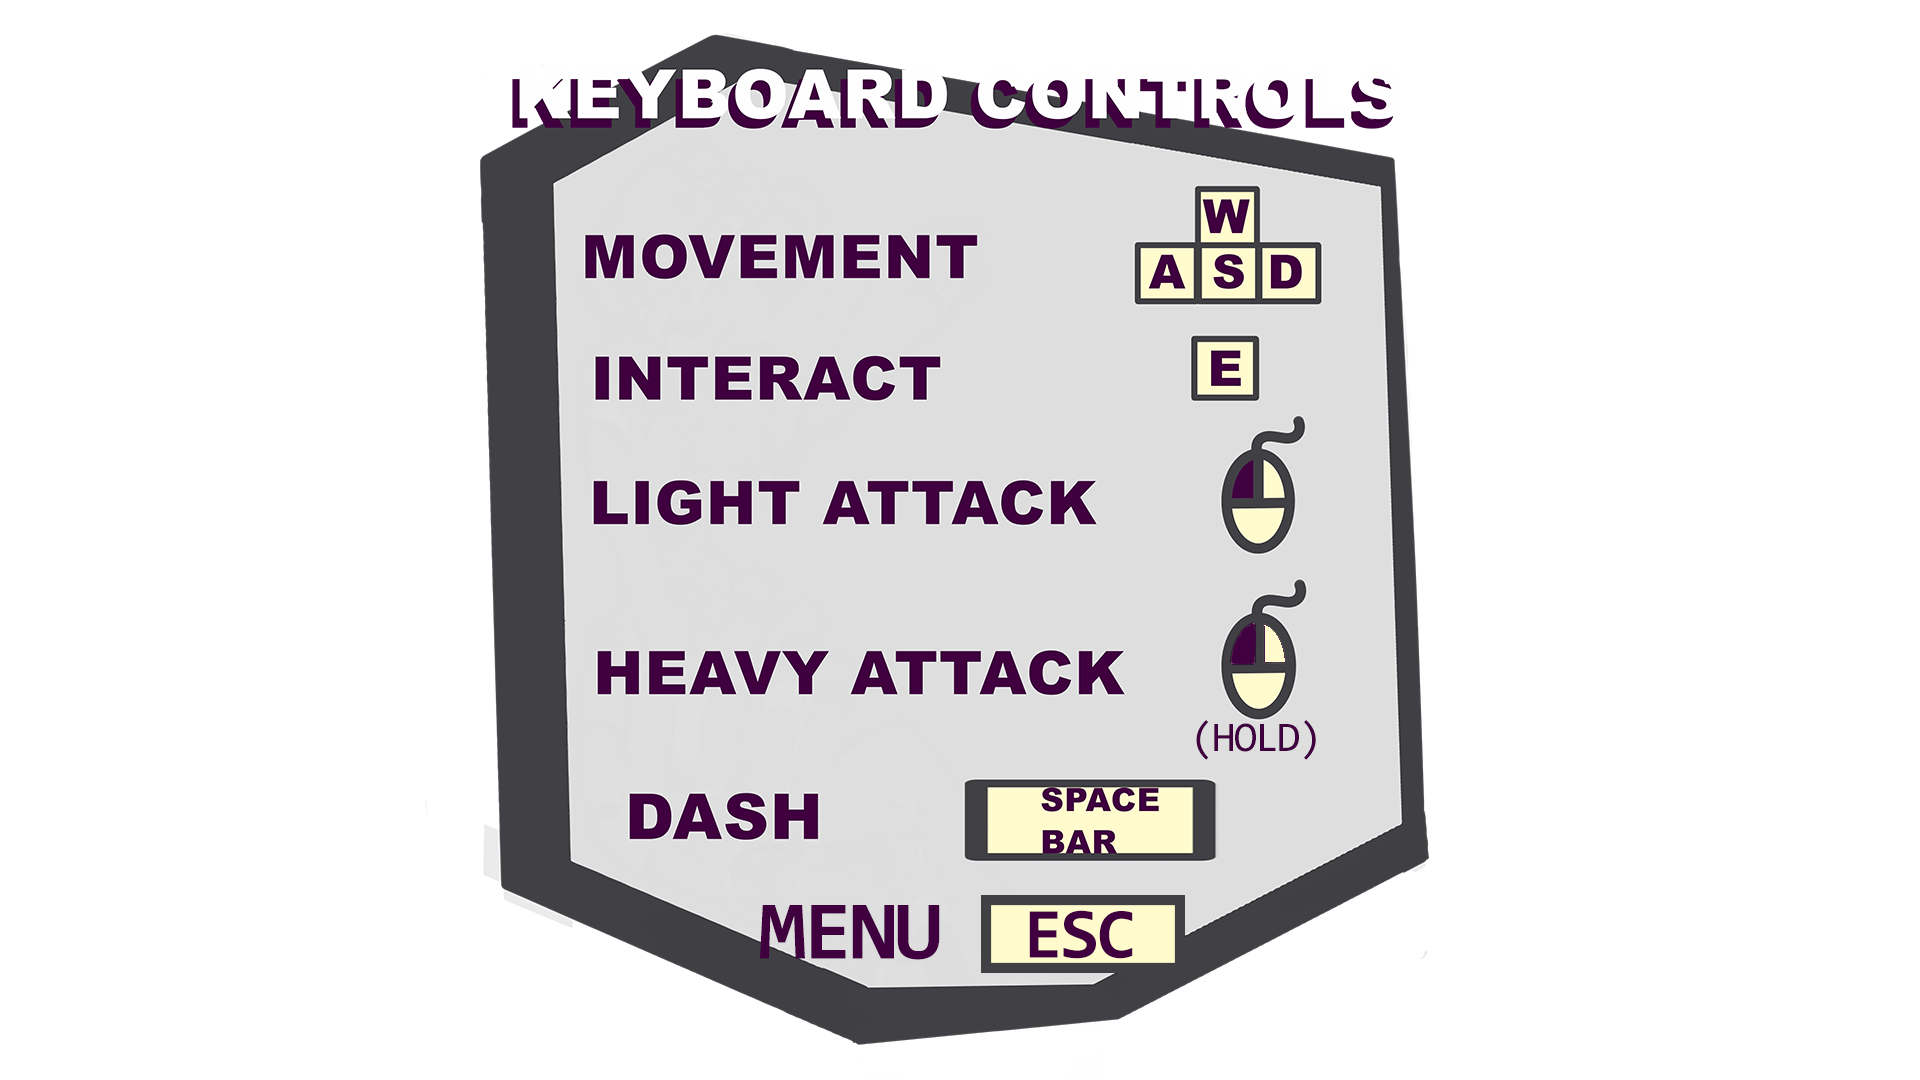 KEYBOARD CONTROLS
MOVEMENT W
A S D
INTERACT E
LIGHT ATTACK
HEAVY ATTACK
(HOLD)
DASH SPACE
BAR
MENU ESC